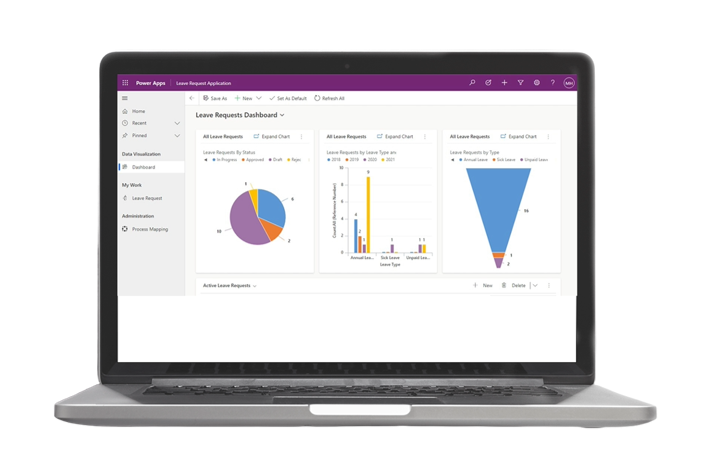 Power Apps Leave Request Application MH
Save As New Set As Default Refresh All
Home
Recent
Pinned
Data Visualization
Dashboard
My Work
Leave Request
Administration
Process Mapping
Leave Requests Dashboard
All Leave Requests Expand Chart
Leave Requests By Status
In Progress Approved Draft
1
6
2
10
All Leave Requests Expand Chart
Leave Requests by Leave Type an
2018 2019 2020 2021
Count:All (Reference Number)
10
8
6
4
2
0
4
2
1
9
1
1
1
Annual Lea... Sick Leave Unpaid Leav...
Leave Type
All Leave Requests Expand Chart
Leave Requests by Type
Annual Leave Sick Leave Unpaid Leave
16
1
2
Active Leave Requests New Delete